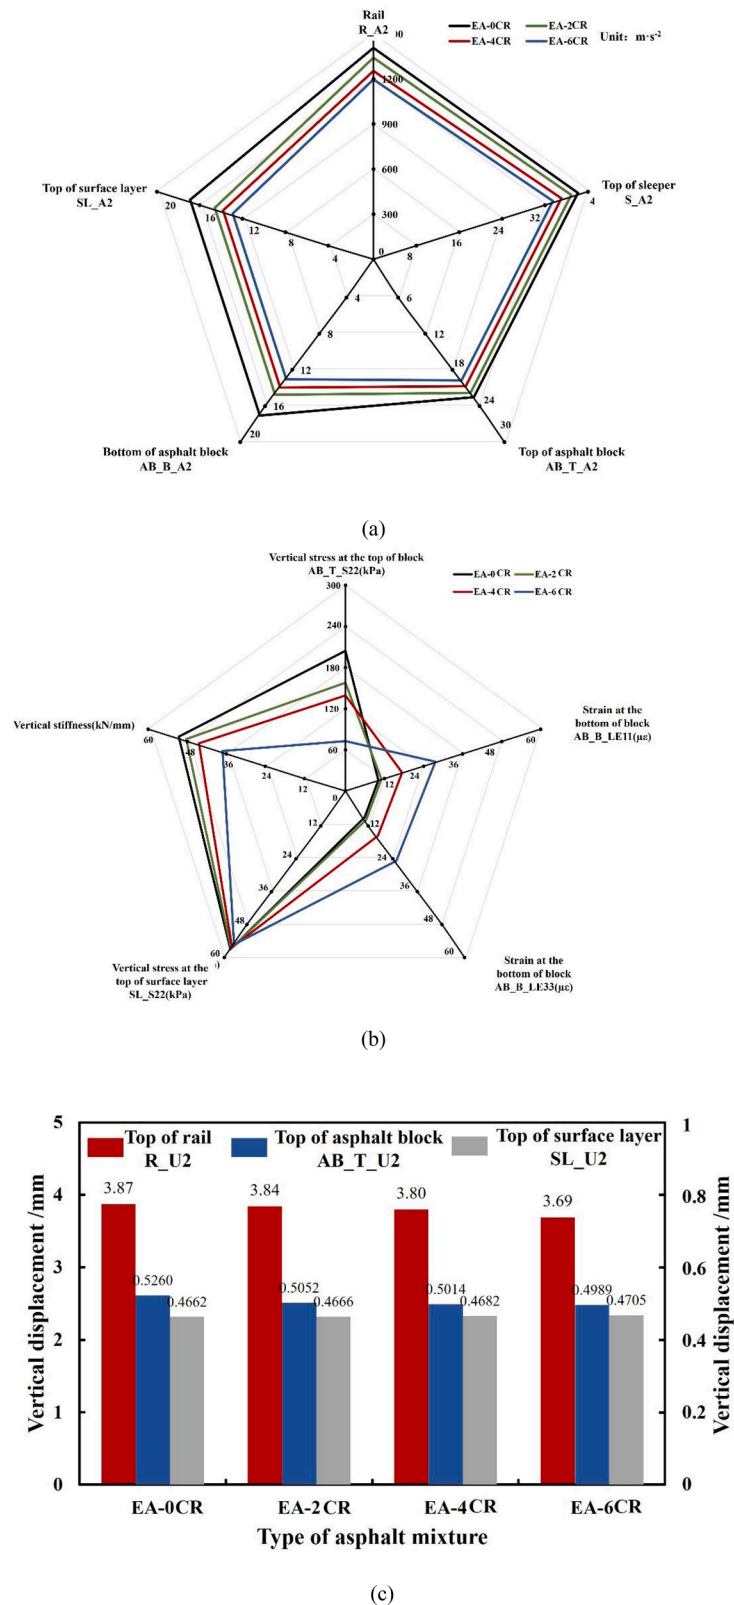 Rail
R_A2
EA-0CR
EA-2CR
EA-4CR
EA-6CR
Unit: m·s-2
1200
900
600
300
0
Top of surface layer
SL_A2
20
16
12
8
4
Top of sleeper
S_A2
8
16
24
32
4
4
8
12
16
20
6
12
18
24
30
Bottom of asphalt block
AB_B_A2
Top of asphalt block
AB_T_A2
(a)
Vertical stress at the top of block
AB_T_S22(kPa)
EA-0 CR
EA-2 CR
EA-4 CR
EA-6 CR
300
240
180
120
60
0
Vertical stiffness(kN/mm)
60
48
36
24
12
Strain at the
bottom of block
AB_B_LE11(με)
12
24
36
48
60
12
24
36
48
60
12
24
36
48
60
Vertical stress at the
top of surface layer
SL_S22(kPa)
Strain at the
bottom of block
AB_B_LE33(με)
(b)
Top of rail
R_U2
Top of asphalt block
AB_T_U2
Top of surface layer
SL_U2
Vertical displacement /mm
5
4
3
2
1
0
3.87
0.5260
0.4662
3.84
0.5052
0.4666
3.80
0.5014
0.4682
3.69
0.4989
0.4705
1
0.8
0.6
0.4
0.2
0
Vertical displacement /mm
EA-0CR
EA-2CR
EA-4CR
EA-6CR
Type of asphalt mixture
(c)